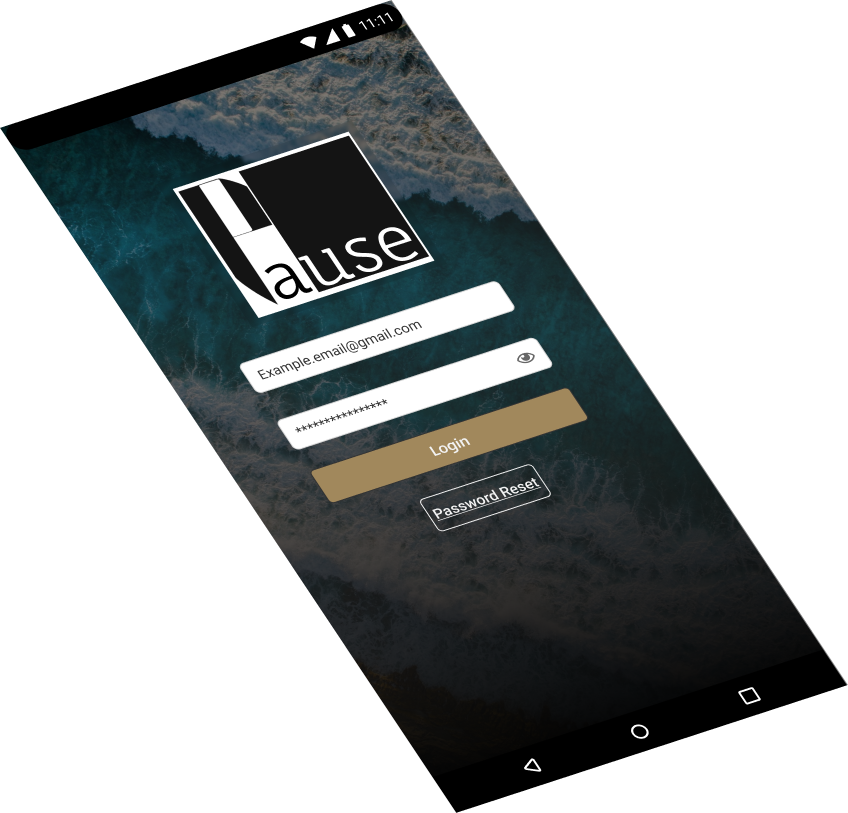 11:11
Pause
Example.email@gmail.com
****************
Login
Password Reset